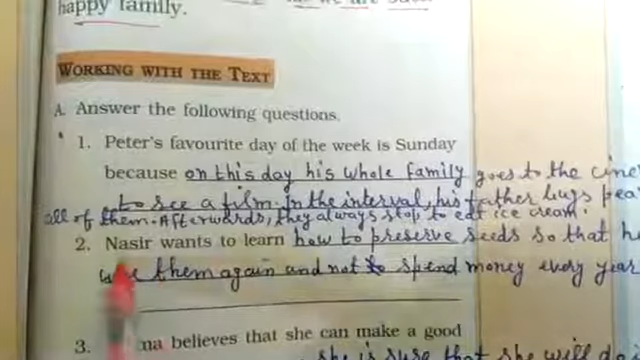 happy family.
WORKING WITH THE TEXT
A. Answer the following questions.
1. Peter's favourite day of the week is Sunday
because on this day his whole family goes to the
to see a film. In the interval, his father buys
all of them. Afterwards, they always stop to eat ice cream.
2. Nasir wants to learn how to preserve seeds so that
them again and not to spend money every year
3. believes that she can make a good
she is sure that she will